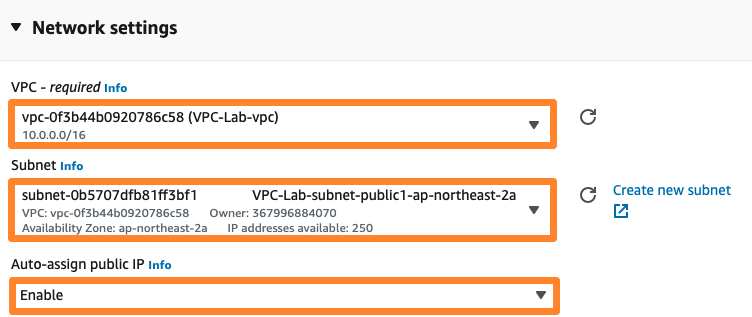 Network settings
VPC - required Info
vpc-0f3b44b0920786c58 (VPC-Lab-vpc)
10.0.0.0/16
Subnet Info
subnet-0b5707dfb81ff3bf1 VPC-Lab-subnet-public1-ap-northeast-2a
VPC: vpc-0f3b44b0920786c58 Owner: 367996884070
Availability Zone: ap-northeast-2a IP addresses available: 250
Create new subnet
Auto-assign public IP Info
Enable